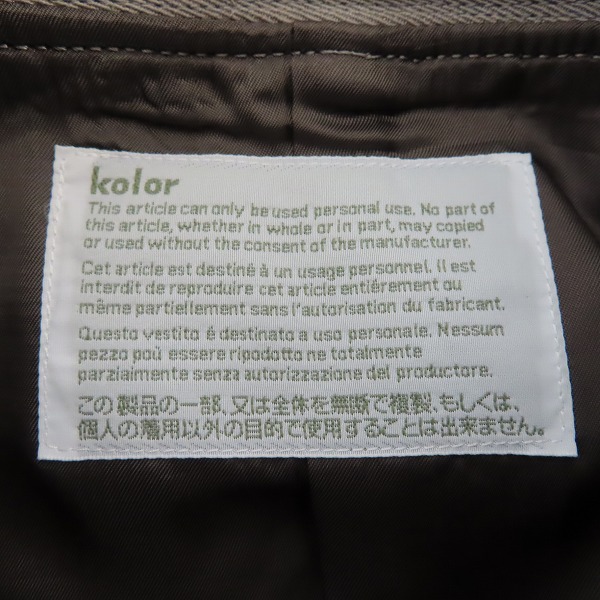 kolor
This article can only be used personal use. No part of
this article, whether in whole or in part, may copied
or used without the consent of the manufacturer.
Cet article est destiné à un usage personnel. il est
interdit de reproduire cet article entiérement ou
même partiellement sans l'autorisation du fabricant.
Questo vestito é destinato a uso personale. Nessum
pezzo poù essere ripodotto ne totalmente
parziaimente senza autorizzazione del productore.
この製品の一部、又は全体を無断で複製、もしくは、
個人の着用以外の目的で使用することは出来ません。